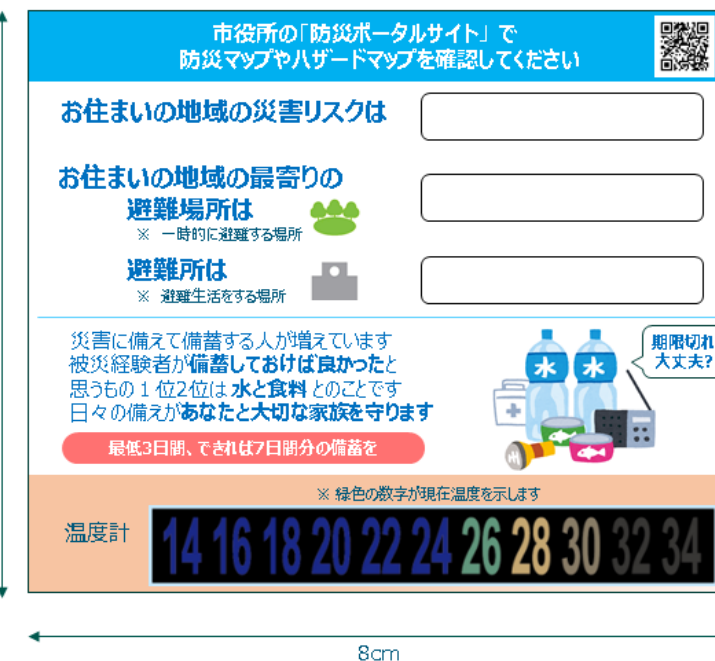 市役所の「防災ポータルサイト」で
防災マップやハザードマップを確認してください
お住まいの地域の災害リスクは
お住まいの地域の最寄りの
避難場所は
※ 一時的に避難する場所
避難所は
※ 避難生活をする場所
災害に備えて備蓄する人が増えています
被災経験者が備蓄しておけば良かったと
思うもの1位2位は水と食料とのことです
日々の備えがあなたと大切な家族を守ります
最低3日間、できれば7日間分の備蓄を
水 水
期限切れ
大丈夫?
※ 緑色の数字が現在温度を示します
温度計
14 16 18 20 22 24 26 28 30 32 34
8cm